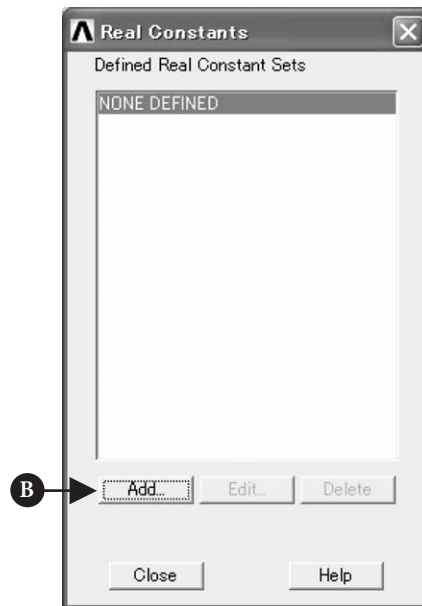 Real Constants
Defined Real Constant Sets
NONE DEFINED
B
Add... Edit... Delete
Close Help